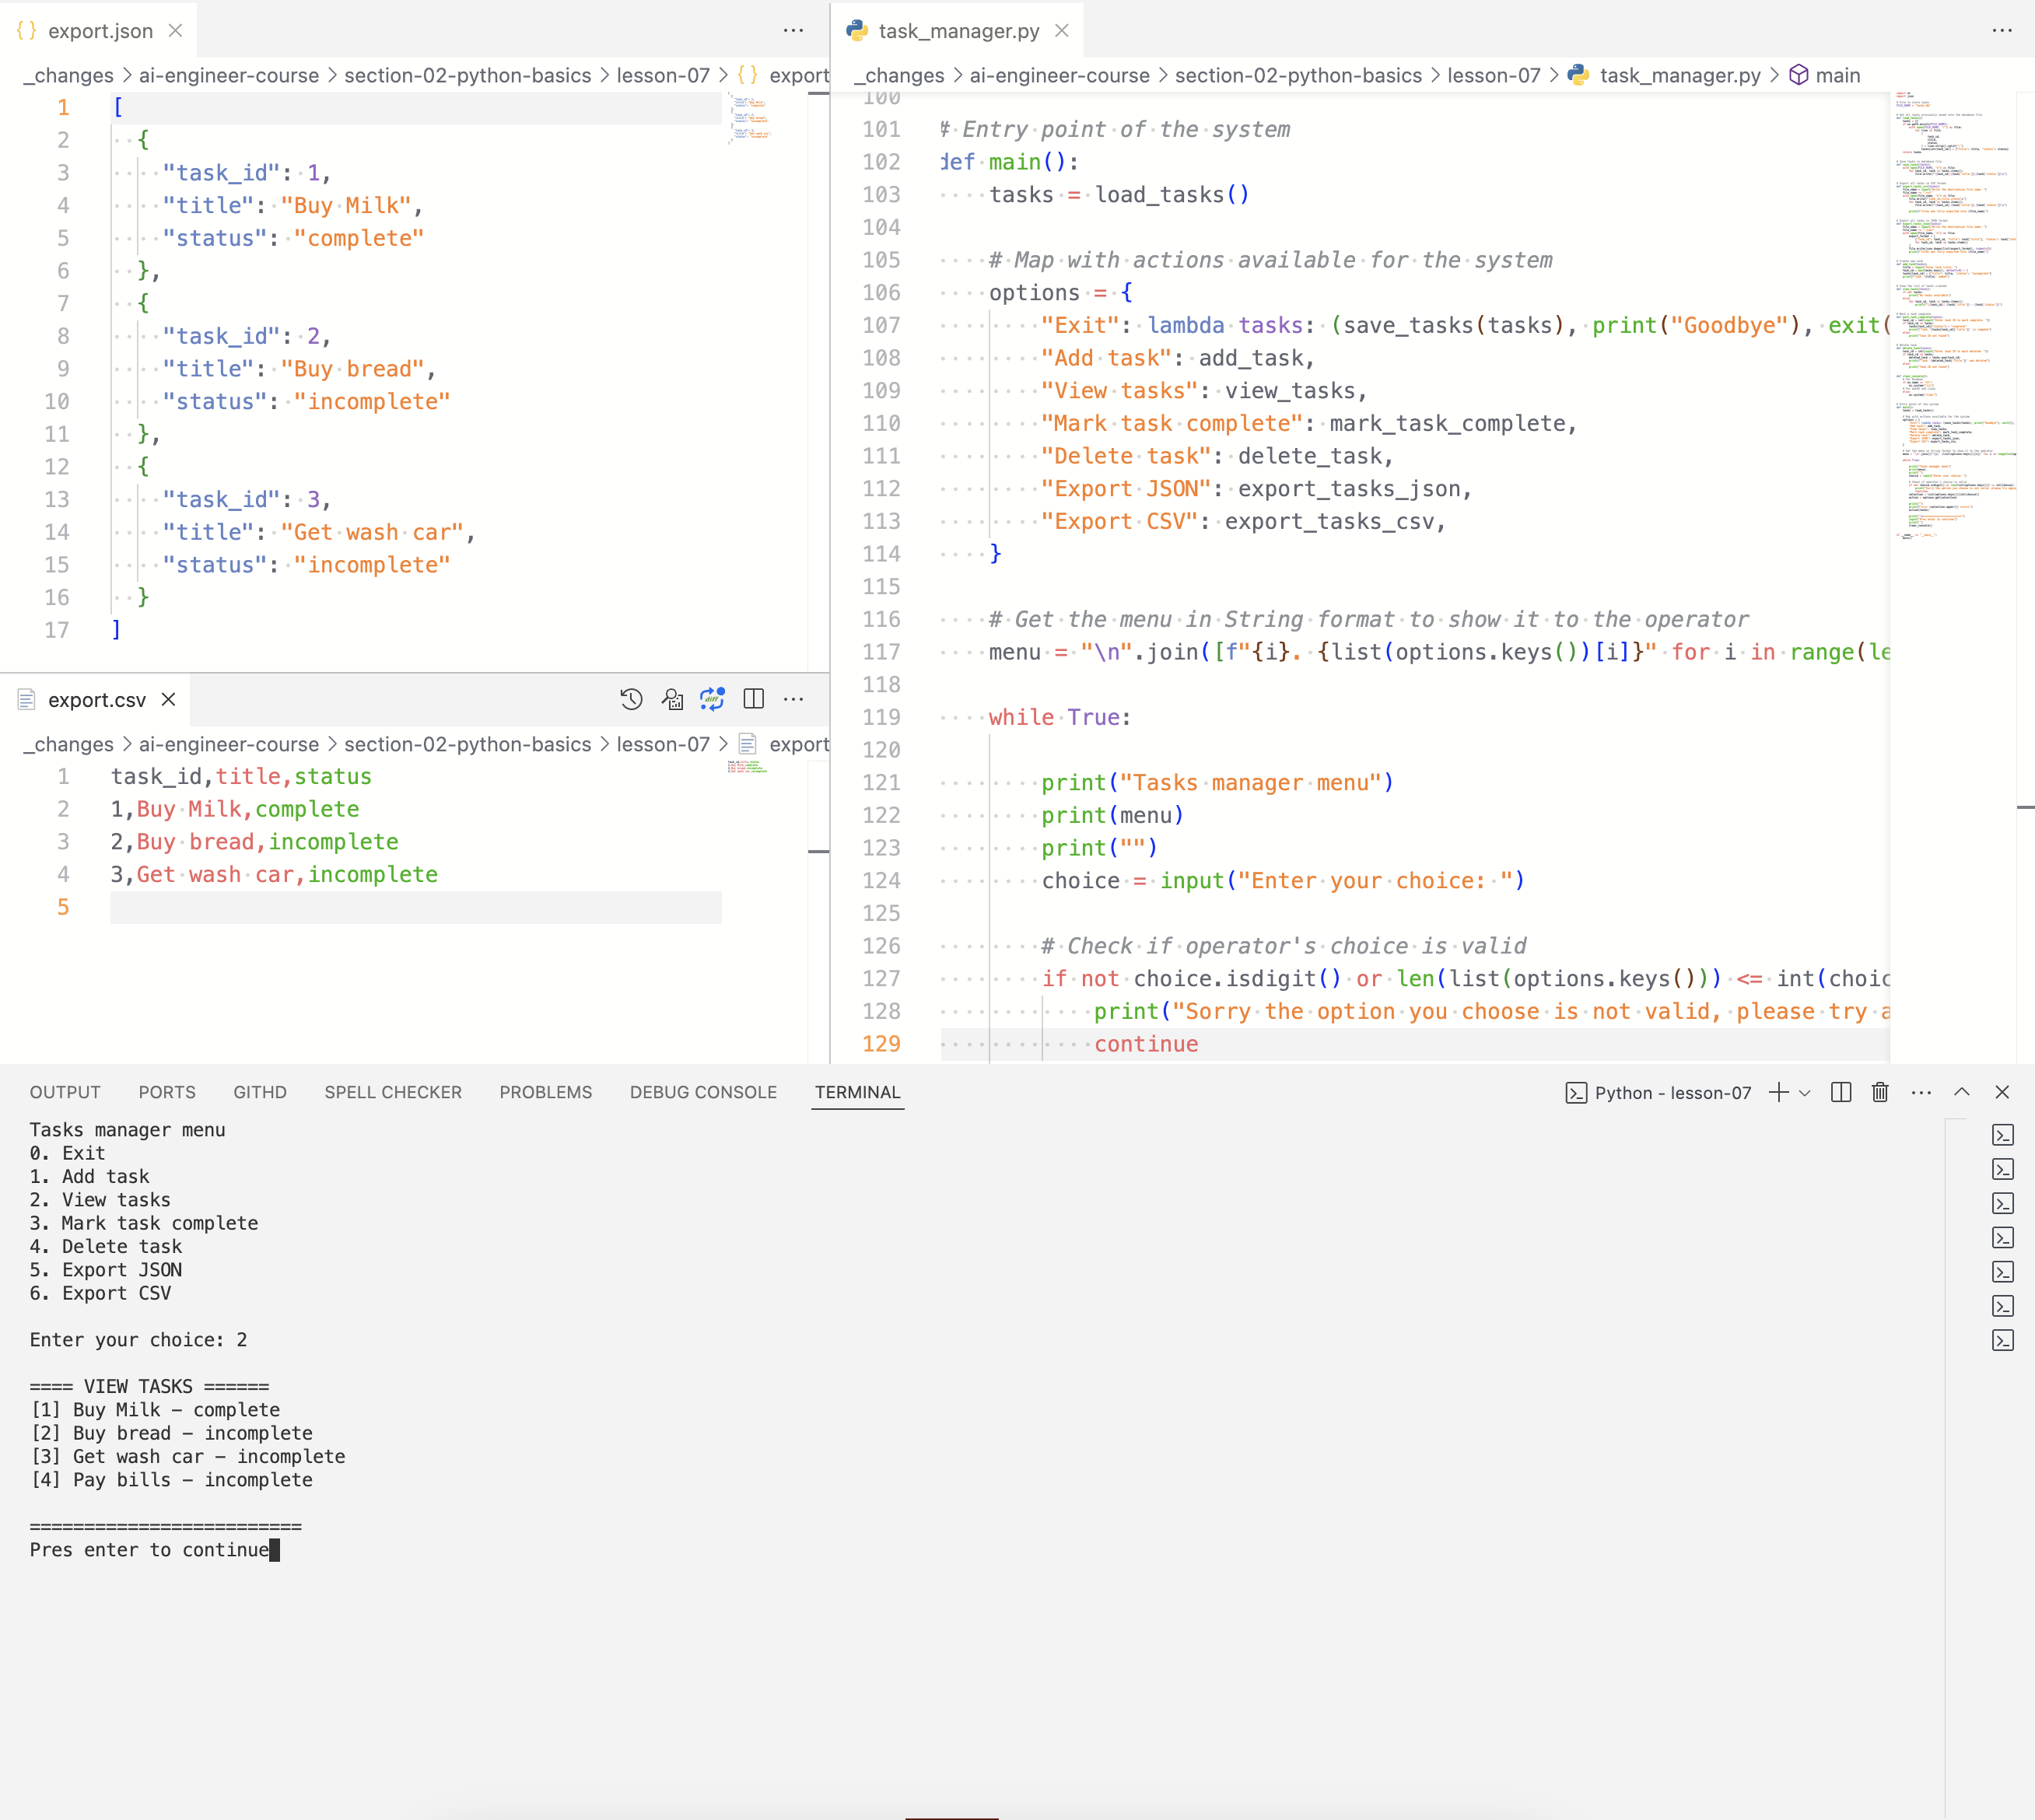 export.json
_changes > ai-engineer-course > section-02-python-basics > lesson-07 > {} export
1 [
2 {
3 "task_id": 1,
4 "title": "Buy Milk",
5 "status": "complete"
6 },
7 {
8 "task_id": 2,
9 "title": "Buy bread",
10 "status": "incomplete"
11 },
12 {
13 "task_id": 3,
14 "title": "Get wash car",
15 "status": "incomplete"
16 }
17 ]
export.csv
_changes > ai-engineer-course > section-02-python-basics > lesson-07 > export
1 task_id,title,status
2 1,Buy Milk,complete
3 2,Buy bread,incomplete
4 3,Get wash car,incomplete
5
task_manager.py
_changes > ai-engineer-course > section-02-python-basics > lesson-07 > task_manager.py > main
100
101 # Entry point of the system
102 def main():
103 tasks = load_tasks()
104
105 # Map with actions available for the system
106 options = {
107 "Exit": lambda tasks: (save_tasks(tasks), print("Goodbye"), exit(
108 "Add task": add_task,
109 "View tasks": view_tasks,
110 "Mark task complete": mark_task_complete,
111 "Delete task": delete_task,
112 "Export JSON": export_tasks_json,
113 "Export CSV": export_tasks_csv,
114 }
115
116 # Get the menu in String format to show it to the operator
117 menu = "\n".join([f"{i}. {list(options.keys())[i]}" for i in range(le
118
119 while True:
120
121 print("Tasks manager menu")
122 print(menu)
123 print("")
124 choice = input("Enter your choice: ")
125
126 # Check if operator's choice is valid
127 if not choice.isdigit() or len(list(options.keys())) <= int(choic
128 print("Sorry the option you choose is not valid, please try a
129 continue
OUTPUT PORTS GITHD SPELL CHECKER PROBLEMS DEBUG CONSOLE TERMINAL Python - lesson-07
Tasks manager menu
0. Exit
1. Add task
2. View tasks
3. Mark task complete
4. Delete task
5. Export JSON
6. Export CSV
Enter your choice: 2
==== VIEW TASKS ======
[1] Buy Milk – complete
[2] Buy bread – incomplete
[3] Get wash car – incomplete
[4] Pay bills – incomplete
=========================
Pres enter to continue